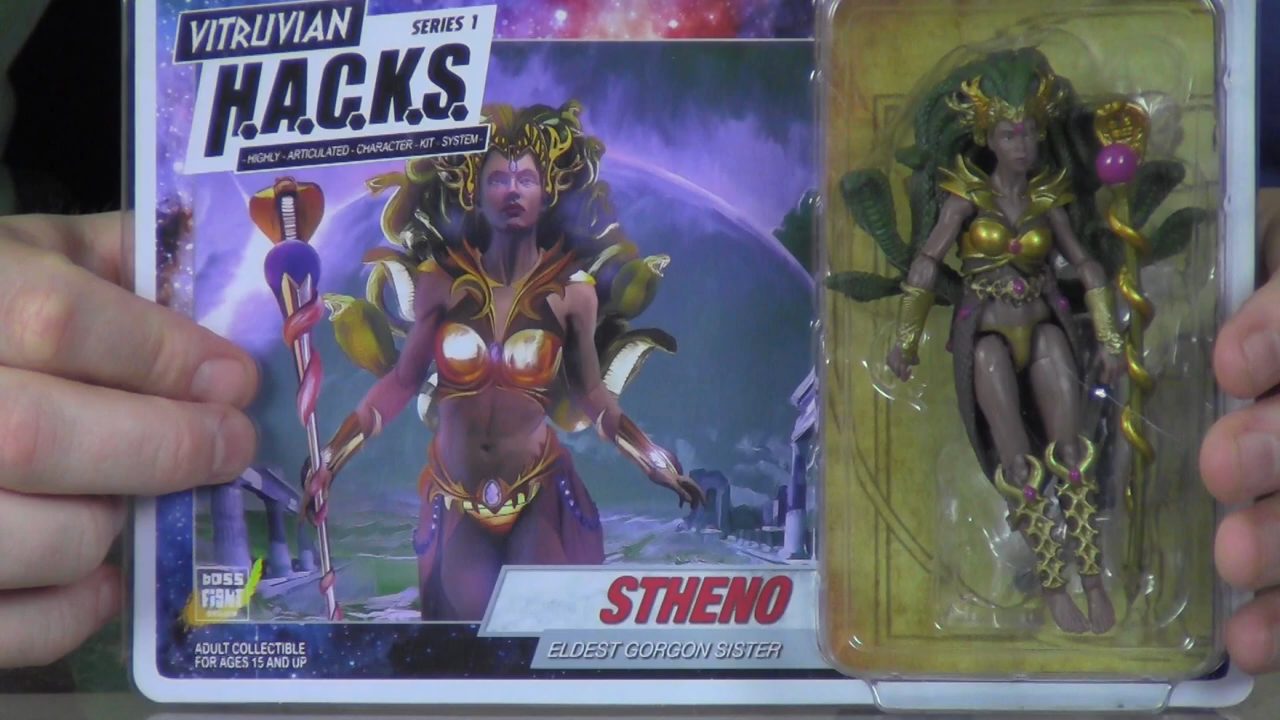 VITRUVIAN
SERIES 1
H.A.C.K.S.
- HIGHLY - ARTICULATED - CHARACTER - KIT - SYSTEM -
boss
fight
STHENO
ELDEST GORGON SISTER
ADULT COLLECTIBLE
FOR AGES 15 AND UP